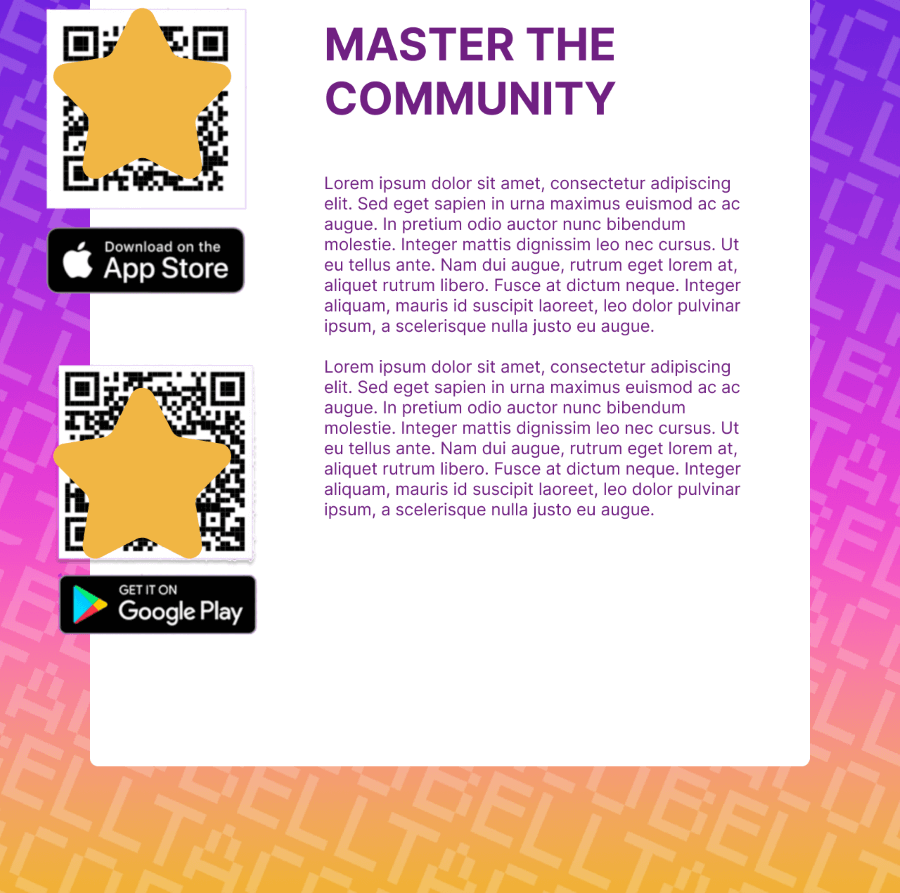 MASTER THE
COMMUNITY
Download on the
App Store
Lorem ipsum dolor sit amet, consectetur adipiscing
elit. Sed eget sapien in urna maximus euismod ac ac
augue. In pretium odio auctor nunc bibendum
molestie. Integer mattis dignissim leo nec cursus. Ut
eu tellus ante. Nam dui augue, rutrum eget lorem at,
aliquet rutrum libero. Fusce at dictum neque. Integer
aliquam, mauris id suscipit laoreet, leo dolor pulvinar
ipsum, a scelerisque nulla justo eu augue.
Lorem ipsum dolor sit amet, consectetur adipiscing
elit. Sed eget sapien in urna maximus euismod ac ac
augue. In pretium odio auctor nunc bibendum
molestie. Integer mattis dignissim leo nec cursus. Ut
eu tellus ante. Nam dui augue, rutrum eget lorem at,
aliquet rutrum libero. Fusce at dictum neque. Integer
aliquam, mauris id suscipit laoreet, leo dolor pulvinar
ipsum, a scelerisque nulla justo eu augue.
GET IT ON
Google Play